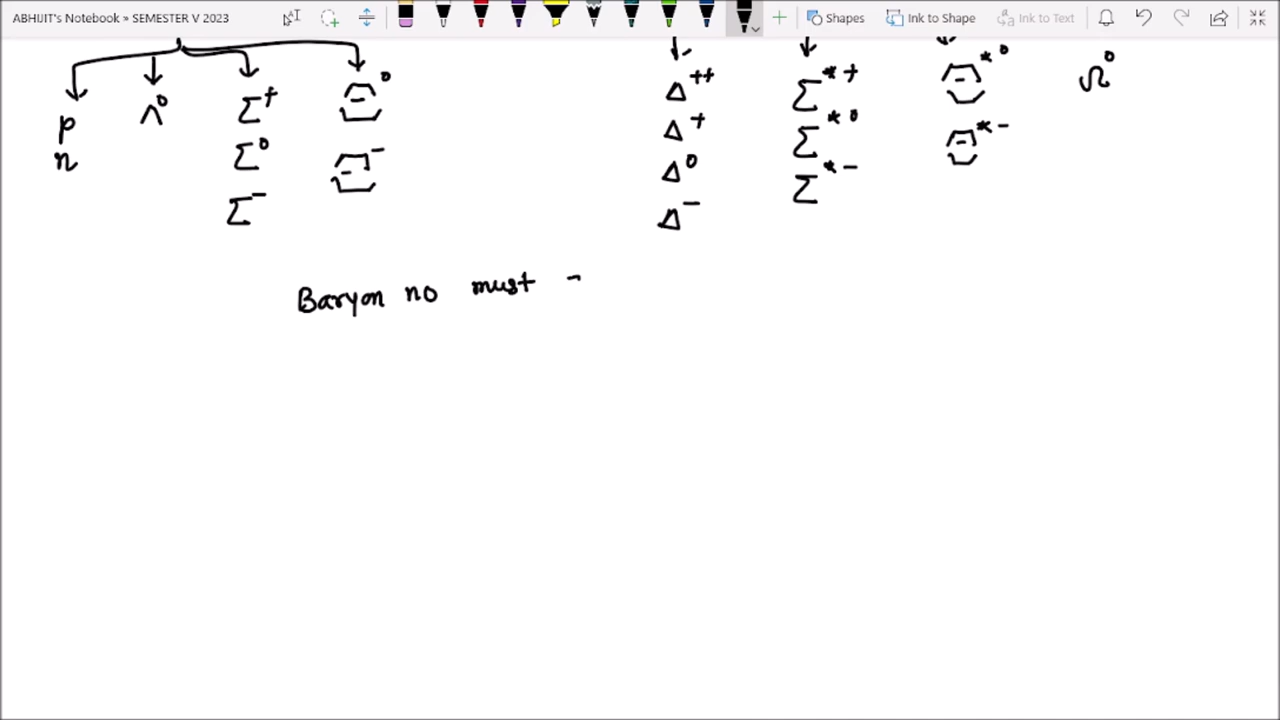 ABHIJIT's Notebook » SEMESTER V 2023
Shapes
Ink to Shape
Ink to Text
p Λ⁰ Σ⁺ Ξ⁰ Δ⁺⁺ Σ*⁺ Ξ*⁰ Ω⁰
n Σ⁰ Ξ⁻ Δ⁺ Σ*⁰ Ξ*⁻
Σ⁻ Δ⁰ Σ*⁻
Δ⁻
Baryon no must -